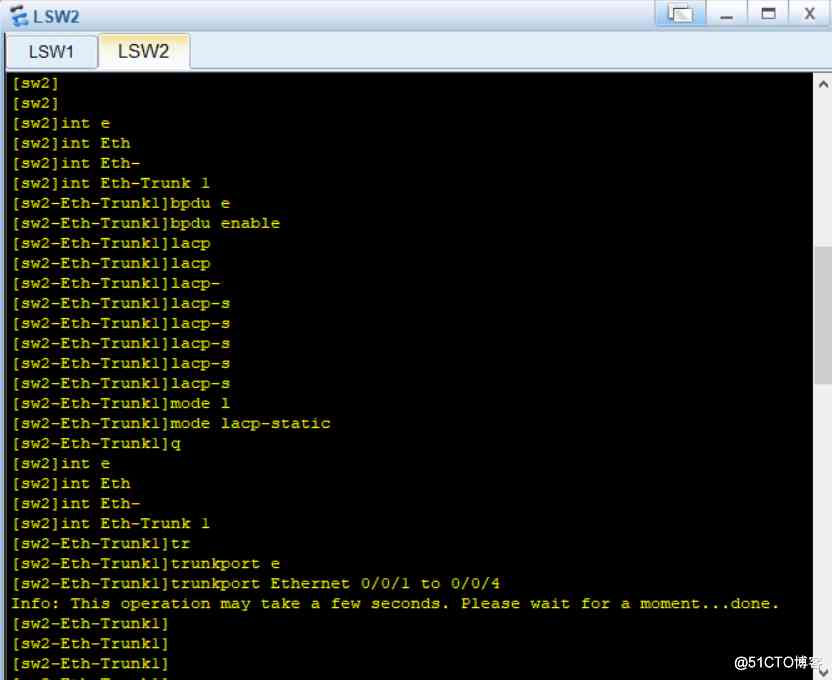 LSW2
LSW1
LSW2
[sw2]
[sw2]
[sw2]int e
[sw2]int Eth
[sw2]int Eth-
[sw2]int Eth-Trunk 1
[sw2-Eth-Trunk1]bpdu e
[sw2-Eth-Trunk1]bpdu enable
[sw2-Eth-Trunk1]lacp
[sw2-Eth-Trunk1]lacp
[sw2-Eth-Trunk1]lacp-
[sw2-Eth-Trunk1]lacp-s
[sw2-Eth-Trunk1]lacp-s
[sw2-Eth-Trunk1]lacp-s
[sw2-Eth-Trunk1]lacp-s
[sw2-Eth-Trunk1]lacp-s
[sw2-Eth-Trunk1]mode l
[sw2-Eth-Trunk1]mode lacp-static
[sw2-Eth-Trunk1]q
[sw2]int e
[sw2]int Eth
[sw2]int Eth-
[sw2]int Eth-Trunk 1
[sw2-Eth-Trunk1]tr
[sw2-Eth-Trunk1]trunkport e
[sw2-Eth-Trunk1]trunkport Ethernet 0/0/1 to 0/0/4
Info: This operation may take a few seconds. Please wait for a moment...done.
[sw2-Eth-Trunk1]
[sw2-Eth-Trunk1]
[sw2-Eth-Trunk1]
@51CTO博客